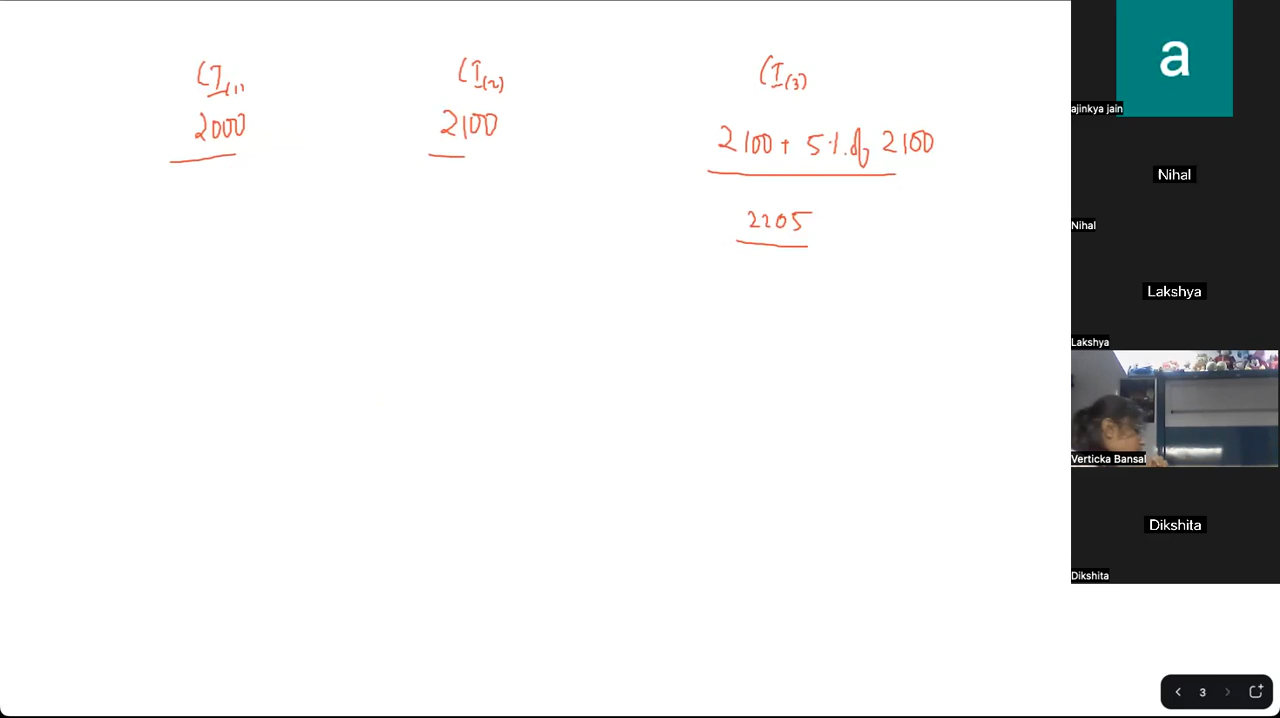 CI(1) CI(2) CI(3)
2000 2100 2100 + 5% of 2100
2205
a
ajinkya jain
Nihal
Nihal
Lakshya
Lakshya
Verticka Bansal
Dikshita
Dikshita
3